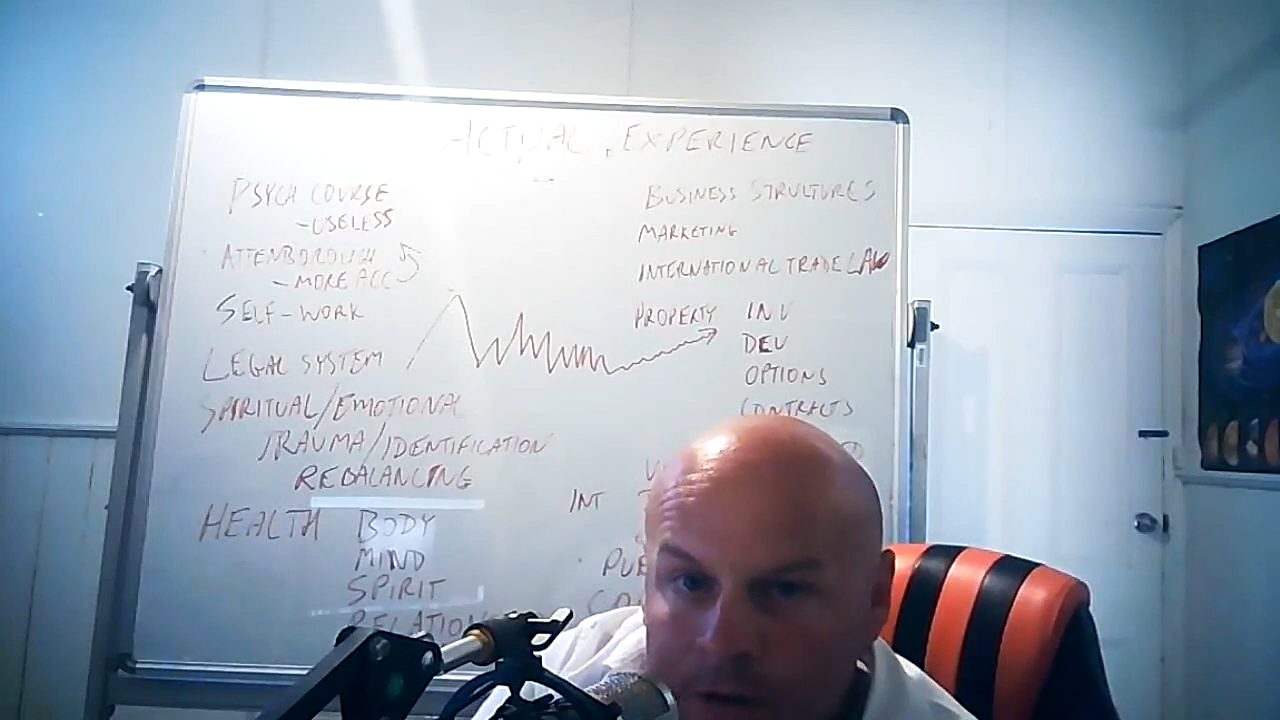 ACTUAL EXPERIENCE
PSYCH COURSE
-USELESS
ATTENBOROUGH
-MORE ACC
SELF-WORK
LEGAL SYSTEM
SPIRITUAL/EMOTIONAL
TRAUMA/IDENTIFICATION
REBALANCING
HEALTH BODY
MIND
SPIRIT
BUSINESS STRUCTURES
MARKETING
INTERNATIONAL TRADE LAW
PROPERTY INV
DEV
OPTIONS
CONTRACTS
INT